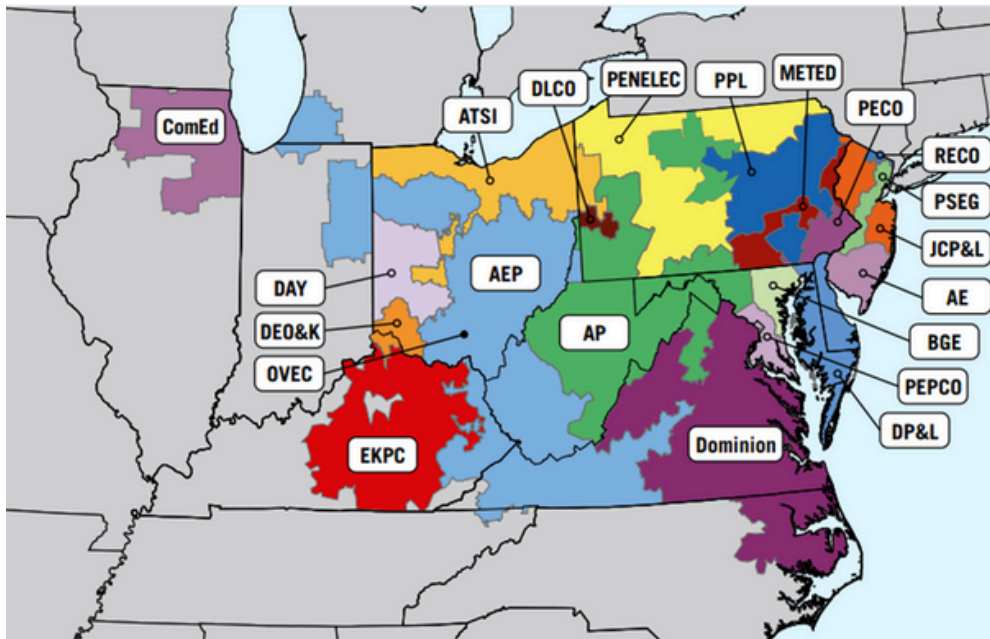 ComEd
ATSI
DLCO
PENELEC
PPL
METED
PECO
RECO
PSEG
JCP&L
AE
BGE
PEPCO
DP&L
DAY
AEP
DEO&K
OVEC
AP
EKPC
Dominion